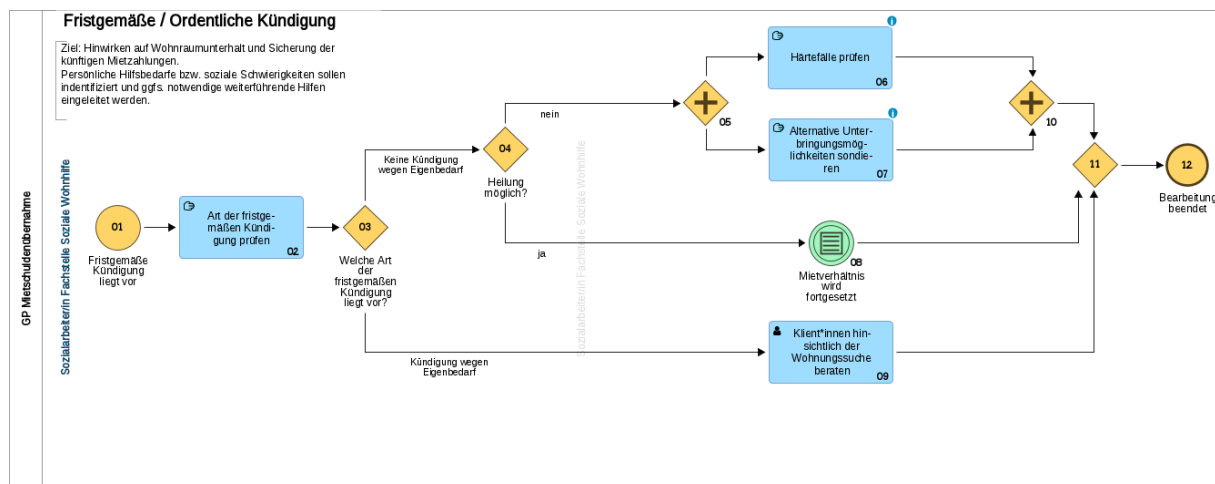 Fristgemäße / Ordentliche Kündigung
Ziel: Hinwirken auf Wohnraumunterhalt und Sicherung der
künftigen Mietzahlungen.
Persönliche Hilfsbedarfe bzw. soziale Schwierigkeiten sollen
indentifiziert und ggfs. notwendige weiterführende Hilfen
eingeleitet werden.
GP Mietschuldenübernahme
Sozialarbeiter/in Fachstelle Soziale Wohnhilfe
01
Fristgemäße
Kündigung
liegt vor
Art der fristge-
mäßen Kündi-
gung prüfen
02
03
Welche Art
der
fristgemäßen
Kündigung
liegt vor?
Keine Kündigung
wegen Eigenbedarf
Kündigung wegen
Eigenbedarf
04
Heilung
möglich?
nein
ja
Sozialarbeiter/in Fachstelle Soziale Wohnhilfe
05
Härtefälle prüfen
06
Alternative Unter-
bringungsmög-
lichkeiten sondie-
ren
07
08
Mietverhältnis
wird
fortgesetzt
Klient*innen hin-
sichtlich der
Wohnungssuche
beraten
09
10
11
12
Bearbeitung
beendet